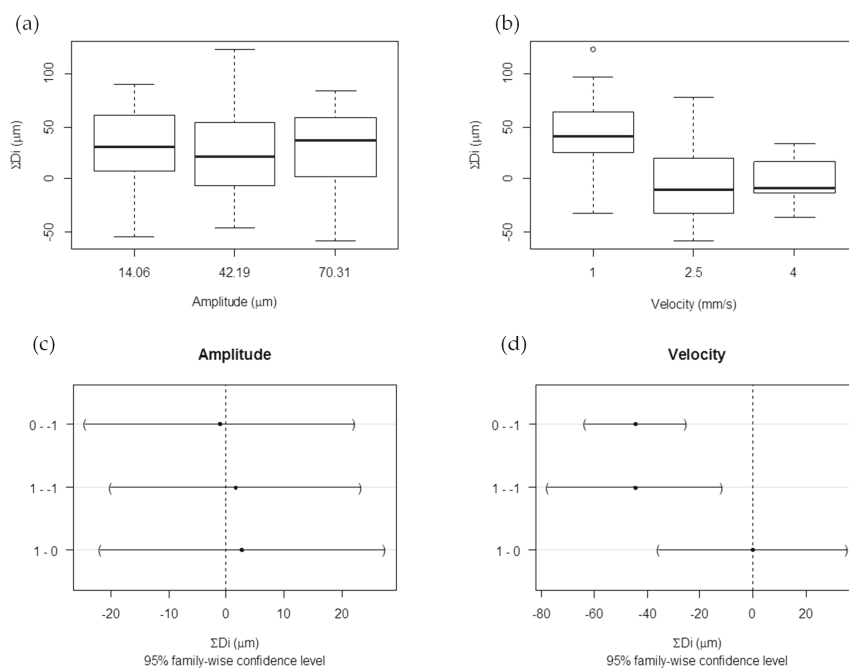 (a)
ΣDi (μm)
100
50
0
-50
14.06 42.19 70.31
Amplitude (μm)
(b)
ΣDi (μm)
100
50
0
-50
1 2.5 4
Velocity (mm/s)
(c)
Amplitude
0 - -1
1 - -1
1 - 0
-20 -10 0 10 20
ΣDi (μm)
95% family-wise confidence level
(d)
Velocity
0 - -1
1 - -1
1 - 0
-80 -60 -40 -20 0 20
ΣDi (μm)
95% family-wise confidence level